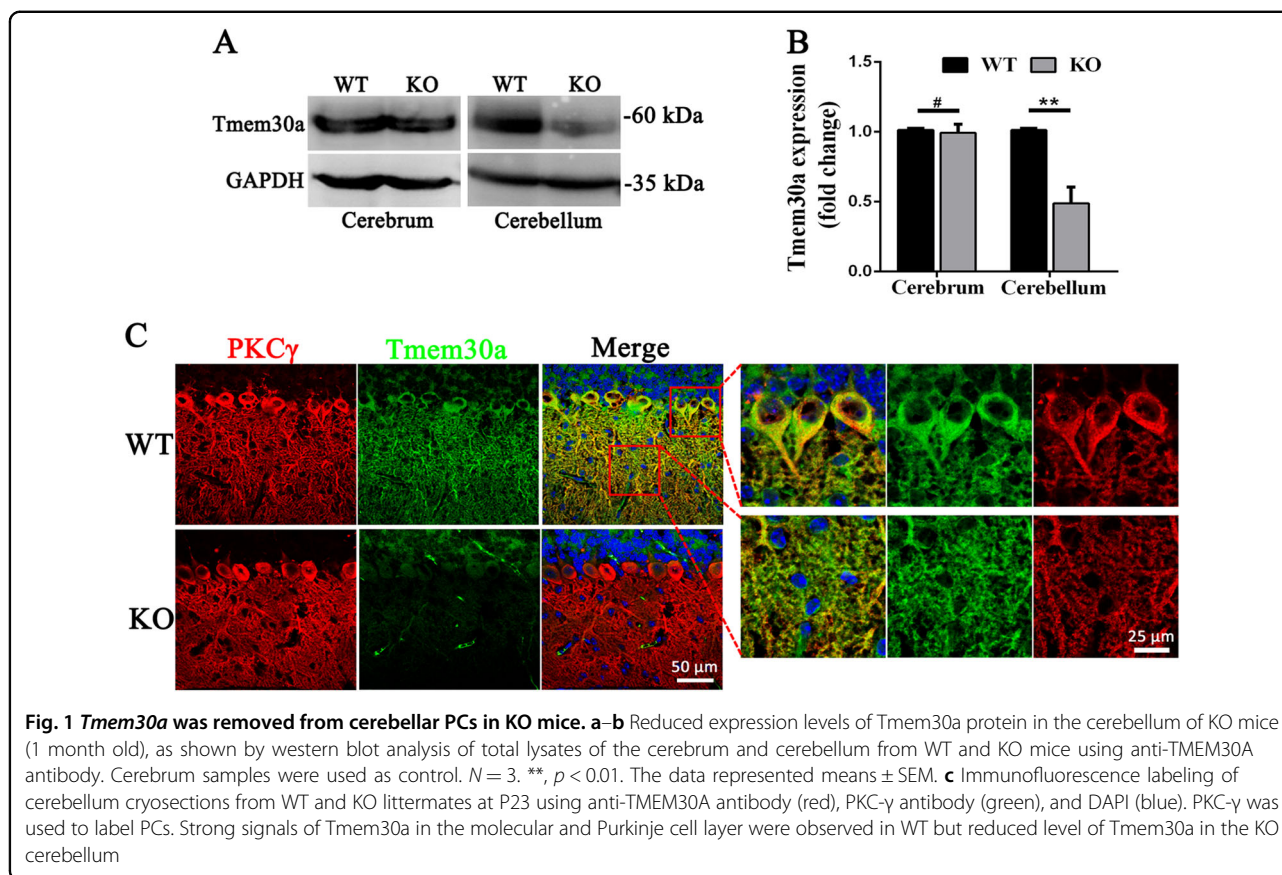 A
WT KO WT KO
Tmem30a
-60 kDa
GAPDH
-35 kDa
Cerebrum Cerebellum
B
WT KO
Tmem30a expression
(fold change)
1.5
1.0
0.5
0.0
# **
Cerebrum Cerebellum
C
PKCγ Tmem30a Merge
WT
KO
50 μm
25 μm
Fig. 1 Tmem30a was removed from cerebellar PCs in KO mice. a–b Reduced expression levels of Tmem30a protein in the cerebellum of KO mice
(1 month old), as shown by western blot analysis of total lysates of the cerebrum and cerebellum from WT and KO mice using anti-TMEM30A
antibody. Cerebrum samples were used as control. N = 3. **, p < 0.01. The data represented means ± SEM. c Immunofluorescence labeling of
cerebellum cryosections from WT and KO littermates at P23 using anti-TMEM30A antibody (red), PKC-γ antibody (green), and DAPI (blue). PKC-γ was
used to label PCs. Strong signals of Tmem30a in the molecular and Purkinje cell layer were observed in WT but reduced level of Tmem30a in the KO
cerebellum